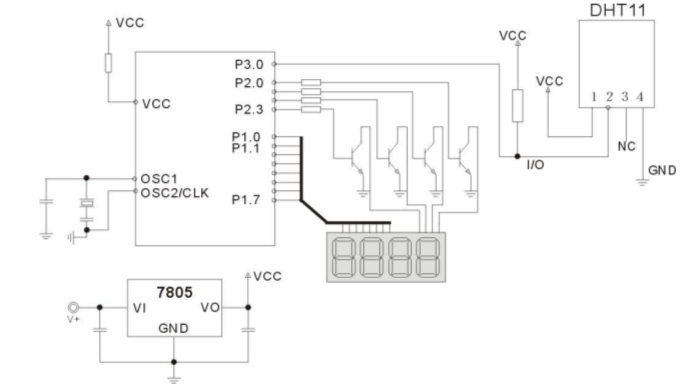 DHT11
VCC
VCC
P3.0
VCC
P2.0
VCC
P2.3
1 2 3 4
P1.0
P1.1
NC
I/O
GND
OSC1
OSC2/CLK
P1.7
8888
VCC
7805
VI
VO
V+
GND